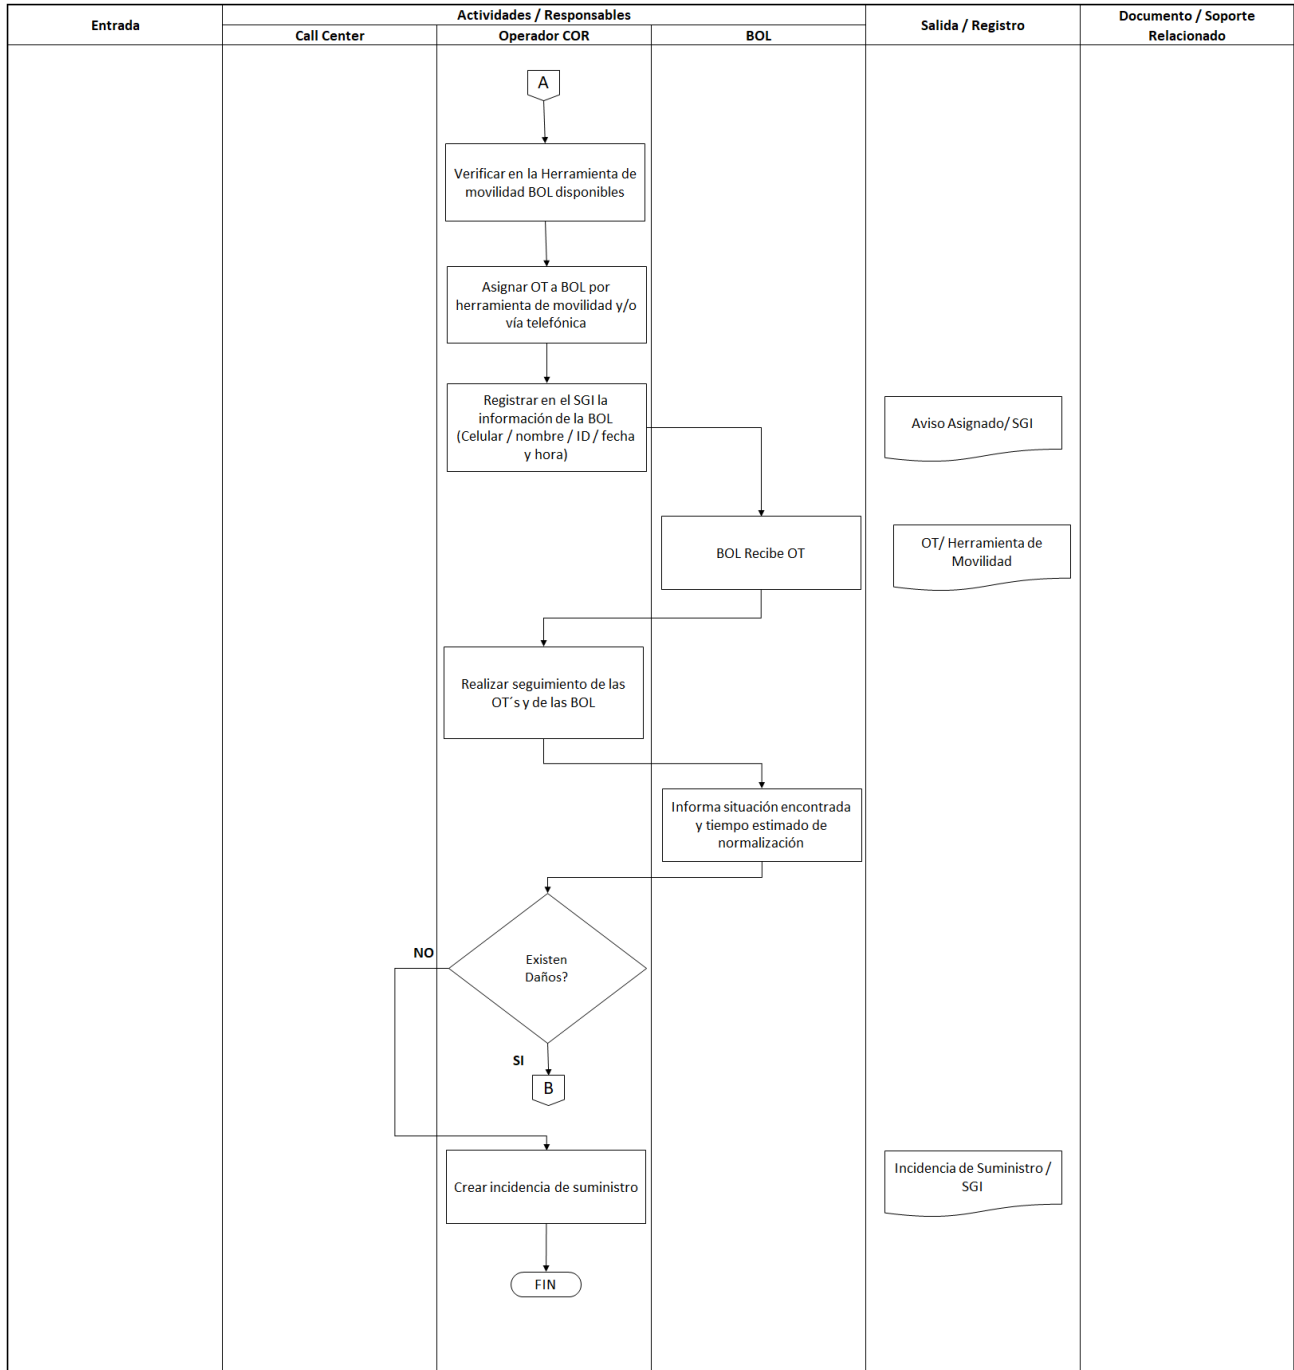 Entrada
Actividades / Responsables
Call Center
Operador COR
BOL
Salida / Registro
Documento / Soporte
Relacionado
A
Verificar en la Herramienta de
movilidad BOL disponibles
Asignar OT a BOL por
herramienta de movilidad y/o
vía telefónica
Registrar en el SGI la
información de la BOL
(Celular / nombre / ID / fecha
y hora)
Aviso Asignado/ SGI
BOL Recibe OT
OT/ Herramienta de
Movilidad
Realizar seguimiento de las
OT´s y de las BOL
Informa situación encontrada
y tiempo estimado de
normalización
NO
Existen
Daños?
SI
B
Crear incidencia de suministro
Incidencia de Suministro /
SGI
FIN